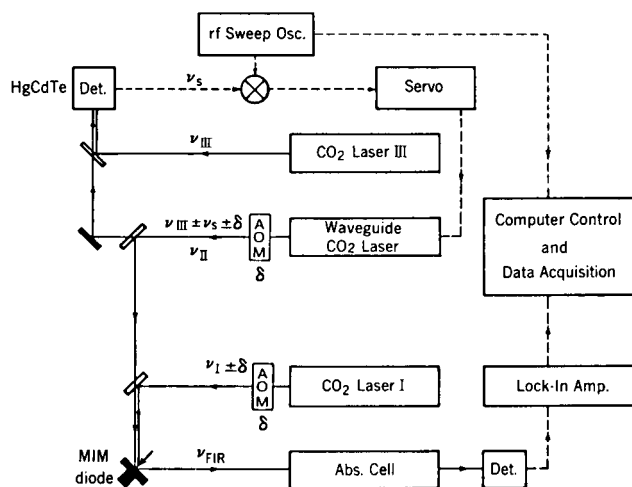 rf Sweep Osc.
HgCdTe
Det.
νs
Servo
νIII
CO2 Laser III
νIII ± νs ± δ
νII
AOM
δ
Waveguide
CO2 Laser
Computer Control
and
Data Acquisition
νI ± δ
AOM
δ
CO2 Laser I
Lock-In Amp.
MIM
diode
νFIR
Abs. Cell
Det.